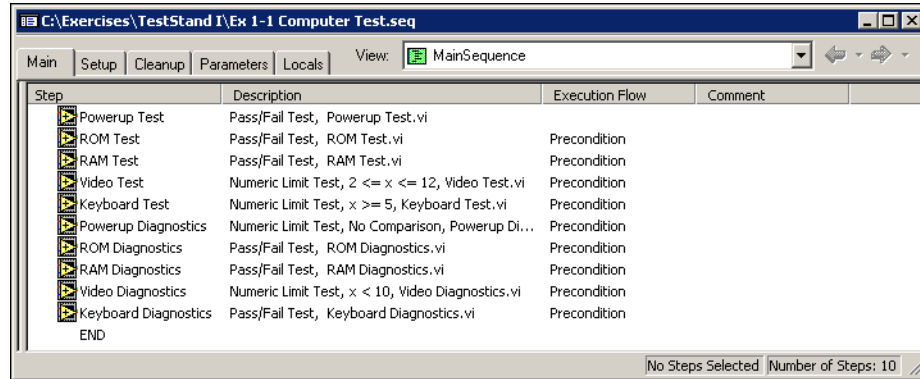 C:\Exercises\TestStand I\Ex 1-1 Computer Test.seq
Main Setup Cleanup Parameters Locals View: MainSequence
Step Description Execution Flow Comment
Powerup Test Pass/Fail Test, Powerup Test.vi
ROM Test Pass/Fail Test, ROM Test.vi Precondition
RAM Test Pass/Fail Test, RAM Test.vi Precondition
Video Test Numeric Limit Test, 2 <= x <= 12, Video Test.vi Precondition
Keyboard Test Numeric Limit Test, x >= 5, Keyboard Test.vi Precondition
Powerup Diagnostics Numeric Limit Test, No Comparison, Powerup Di... Precondition
ROM Diagnostics Pass/Fail Test, ROM Diagnostics.vi Precondition
RAM Diagnostics Pass/Fail Test, RAM Diagnostics.vi Precondition
Video Diagnostics Numeric Limit Test, x < 10, Video Diagnostics.vi Precondition
Keyboard Diagnostics Pass/Fail Test, Keyboard Diagnostics.vi Precondition
END
No Steps Selected Number of Steps: 10